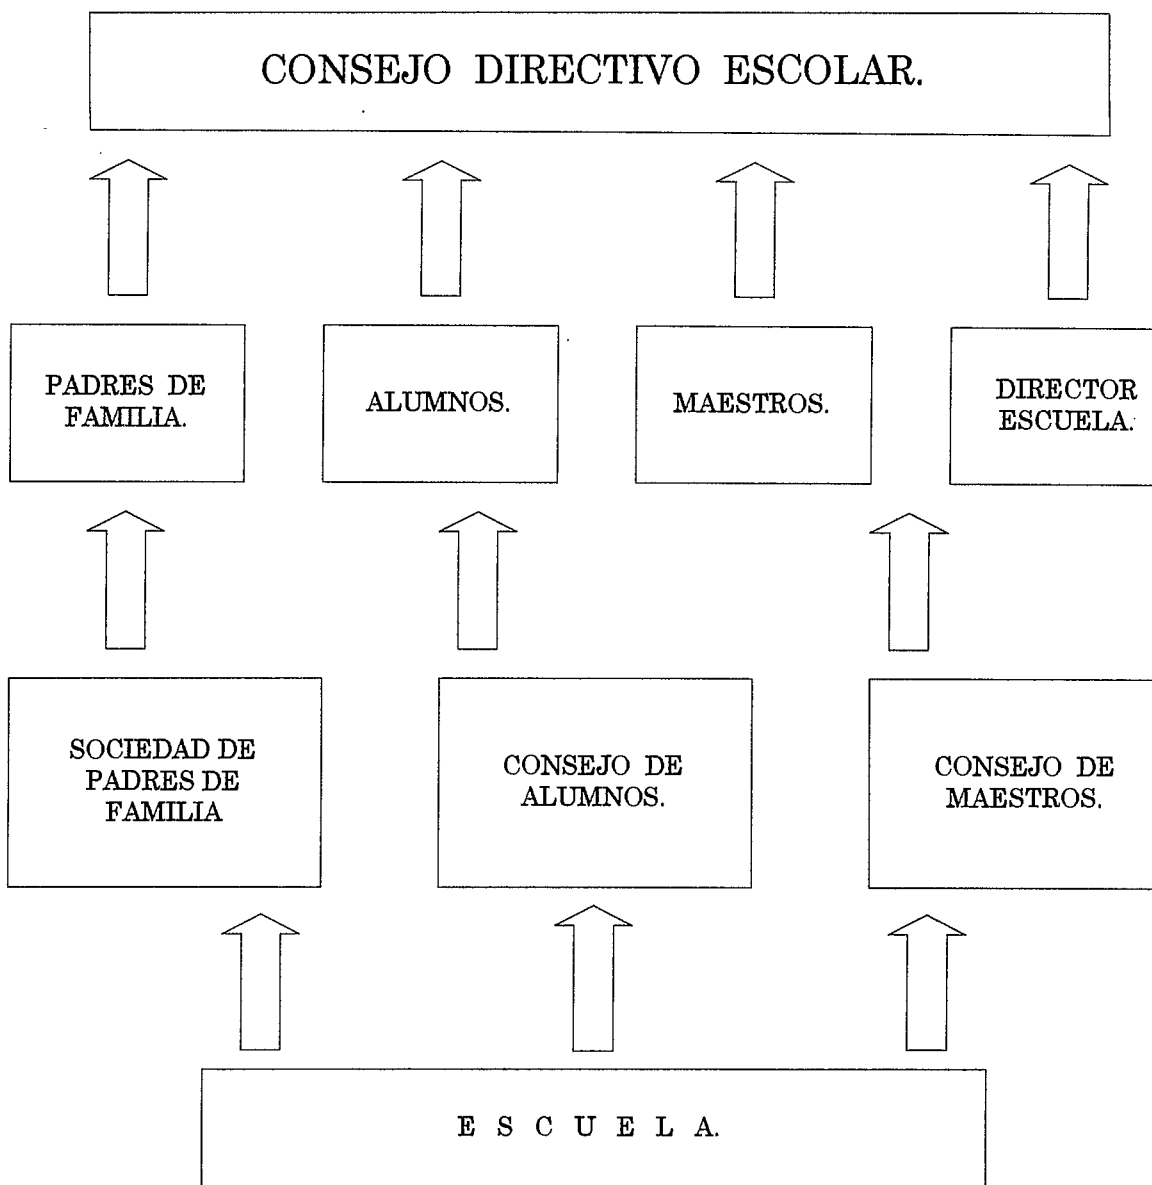 CONSEJO DIRECTIVO ESCOLAR.
PADRES DE
FAMILIA.
ALUMNOS.
MAESTROS.
DIRECTOR
ESCUELA.
SOCIEDAD DE
PADRES DE
FAMILIA
CONSEJO DE
ALUMNOS.
CONSEJO DE
MAESTROS.
E S C U E L A.